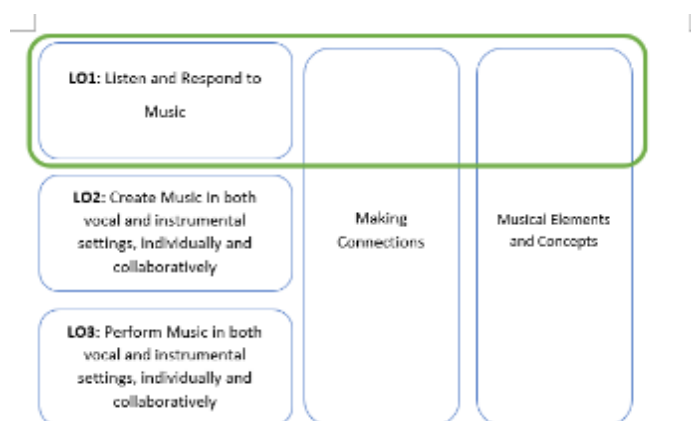 LO1: Listen and Respond to
Music
LO2: Create Music in both
vocal and instrumental
settings, individually and
collaboratively
Making
Connections
Musical Elements
and Concepts
LO3: Perform Music in both
vocal and instrumental
settings, individually and
collaboratively